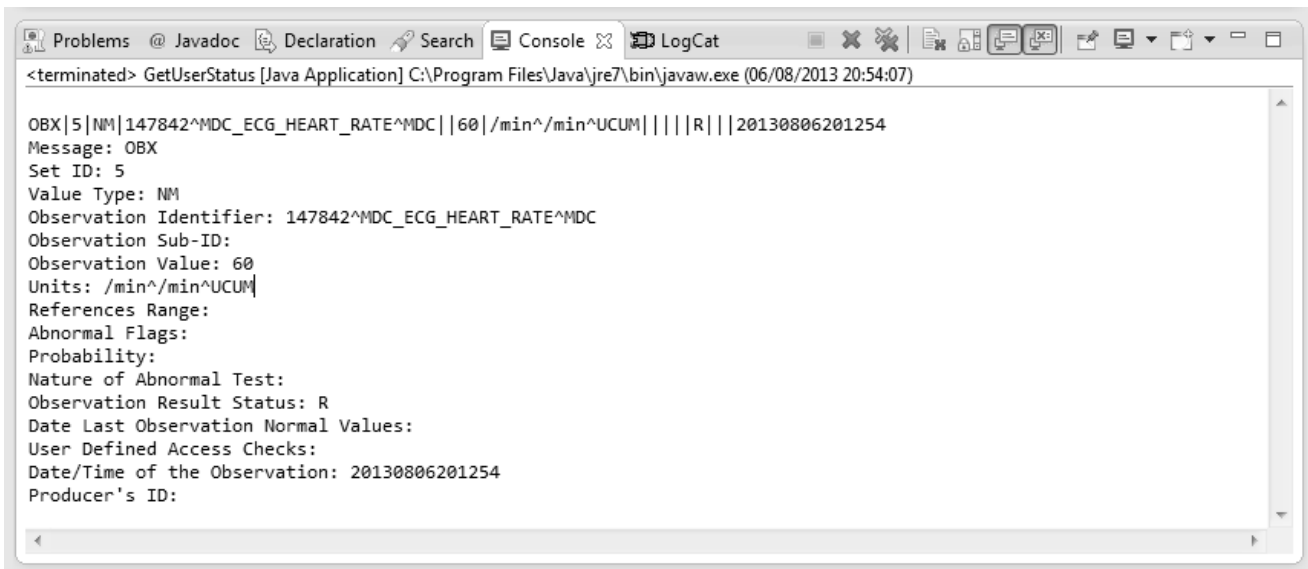 Problems @ Javadoc Declaration Search Console LogCat
<terminated> GetUserStatus [Java Application] C:\Program Files\Java\jre7\bin\javaw.exe (06/08/2013 20:54:07)
OBX|5|NM|147842^MDC_ECG_HEART_RATE^MDC||60|/min^/min^UCUM|||||R|||20130806201254
Message: OBX
Set ID: 5
Value Type: NM
Observation Identifier: 147842^MDC_ECG_HEART_RATE^MDC
Observation Sub-ID:
Observation Value: 60
Units: /min^/min^UCUM
References Range:
Abnormal Flags:
Probability:
Nature of Abnormal Test:
Observation Result Status: R
Date Last Observation Normal Values:
User Defined Access Checks:
Date/Time of the Observation: 20130806201254
Producer's ID: